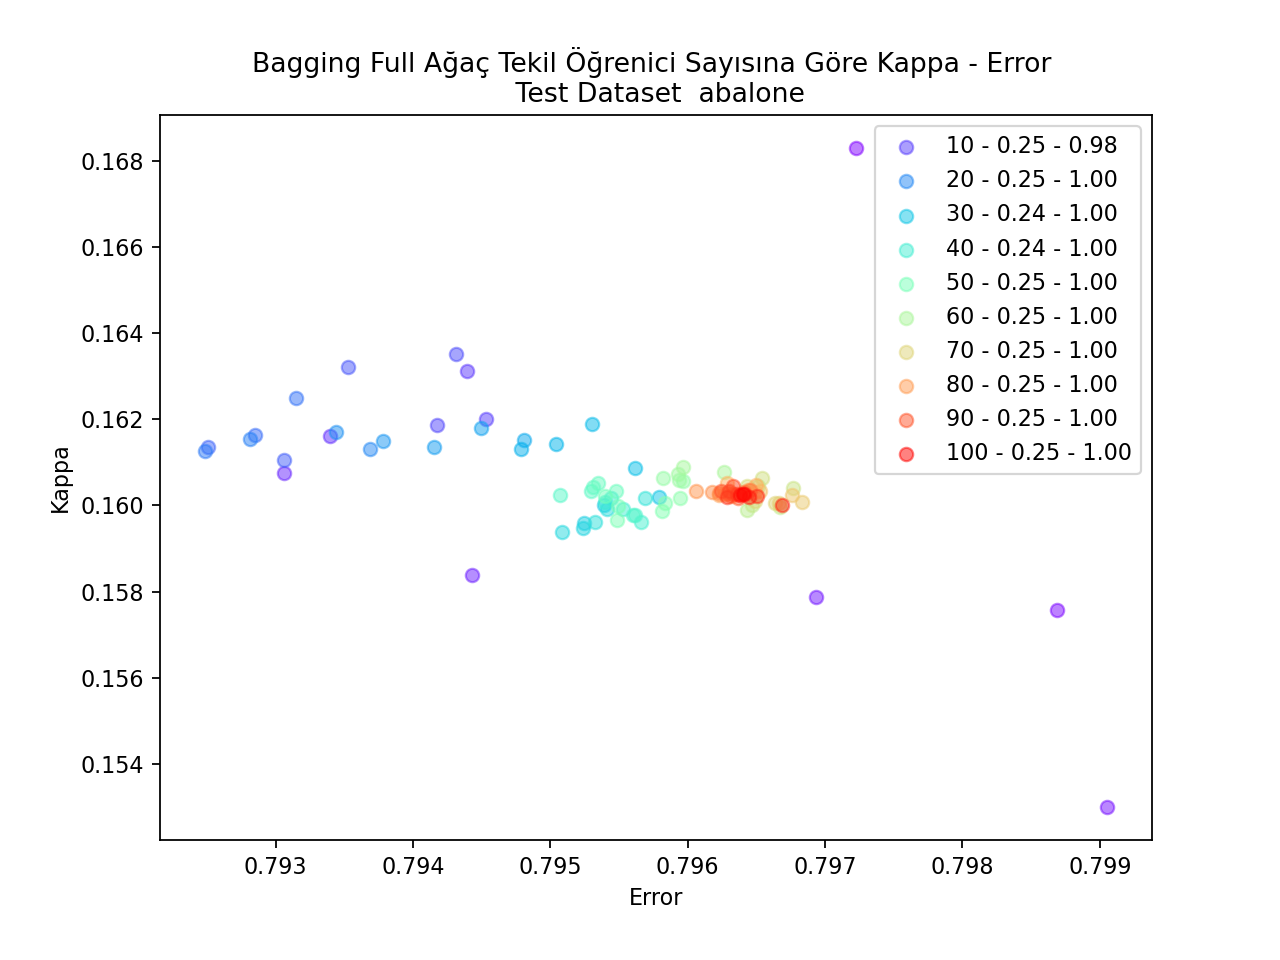 Bagging Full Ağaç Tekil Öğrenici Sayısına Göre Kappa - Error
Test Dataset  abalone
10 - 0.25 - 0.98
20 - 0.25 - 1.00
30 - 0.24 - 1.00
40 - 0.24 - 1.00
50 - 0.25 - 1.00
60 - 0.25 - 1.00
70 - 0.25 - 1.00
80 - 0.25 - 1.00
90 - 0.25 - 1.00
100 - 0.25 - 1.00
Kappa
0.168
0.166
0.164
0.162
0.160
0.158
0.156
0.154
0.793 0.794 0.795 0.796 0.797 0.798 0.799
Error